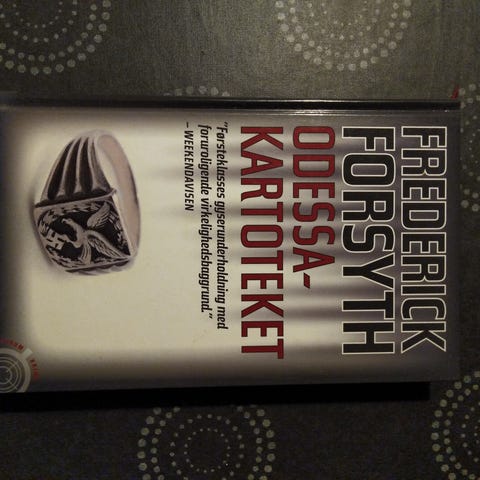 FREDERICK
FORSYTH
ODESSA-
KARTOTEKET
"Førsteklasses gyserunderholdning med
foruroligende virkelighedsbaggrund."
– WEEKENDAVISEN